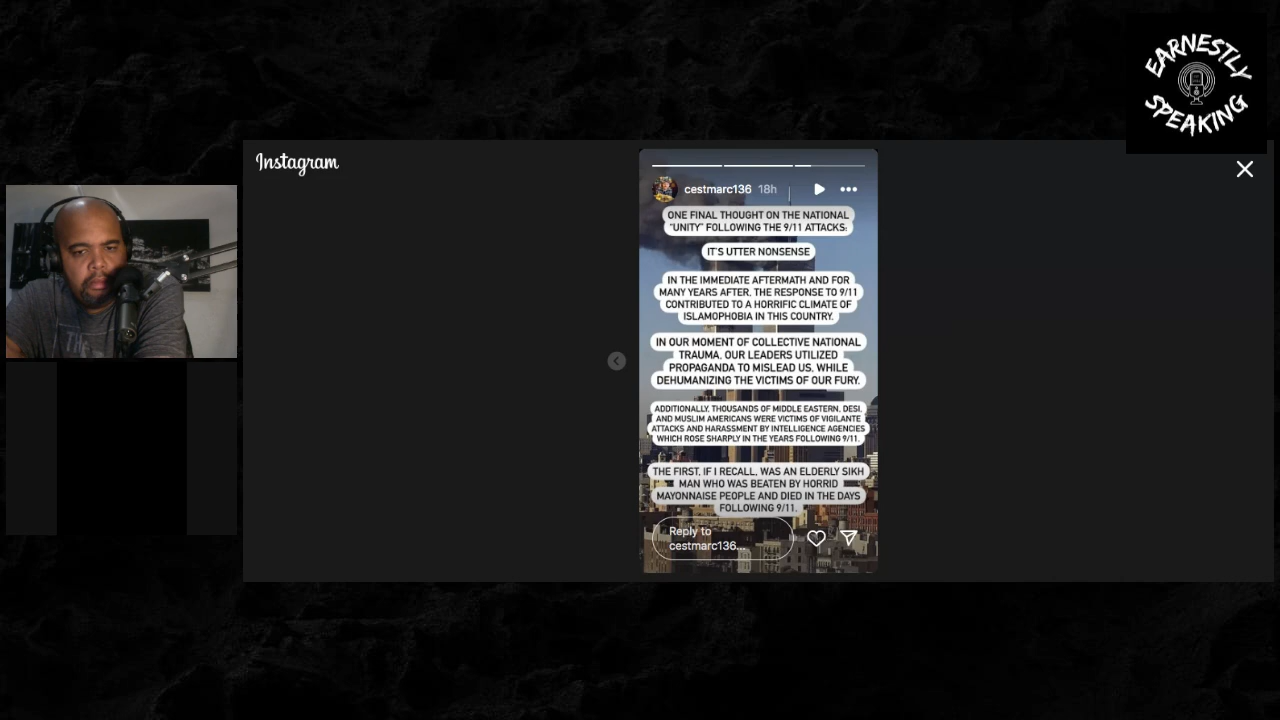 EARNESTLY
SPEAKING
Instagram
cestmarc136 18h
ONE FINAL THOUGHT ON THE NATIONAL
"UNITY" FOLLOWING THE 9/11 ATTACKS:
IT'S UTTER NONSENSE
IN THE IMMEDIATE AFTERMATH AND FOR
MANY YEARS AFTER, THE RESPONSE TO 9/11
CONTRIBUTED TO A HORRIFIC CLIMATE OF
ISLAMOPHOBIA IN THIS COUNTRY.
IN OUR MOMENT OF COLLECTIVE NATIONAL
TRAUMA, OUR LEADERS UTILIZED
PROPAGANDA TO MISLEAD US, WHILE
DEHUMANIZING THE VICTIMS OF OUR FURY.
ADDITIONALLY, THOUSANDS OF MIDDLE EASTERN, DESI,
AND MUSLIM AMERICANS WERE VICTIMS OF VIGILANTE
ATTACKS AND HARASSMENT BY INTELLIGENCE AGENCIES
WHICH ROSE SHARPLY IN THE YEARS FOLLOWING 9/11.
THE FIRST, IF I RECALL, WAS AN ELDERLY SIKH
MAN WHO WAS BEATEN BY HORRID
MAYONNAISE PEOPLE AND DIED IN THE DAYS
FOLLOWING 9/11.
Reply to
cestmarc136...